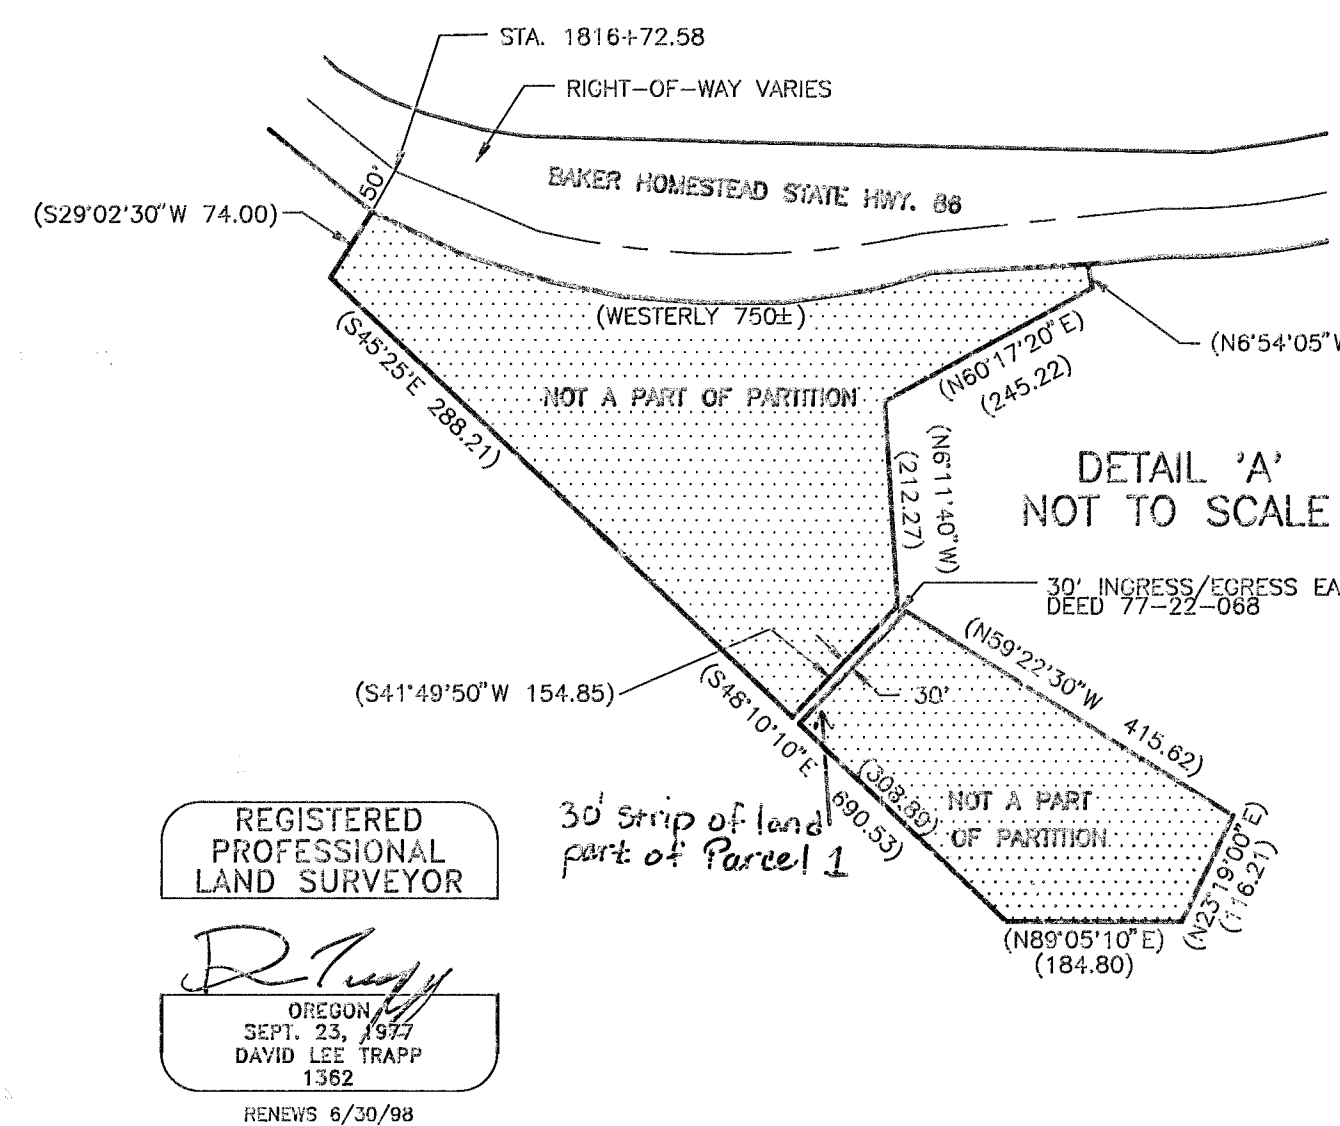 STA. 1816+72.58
RIGHT-OF-WAY VARIES
50'
BAKER HOMESTEAD STATE HWY. 86
(S29°02'30"W 74.00)
(WESTERLY 750±)
(N6°54'05"W
(S45°25'E 288.21)
(N60°17'20"E)
(245.22)
NOT A PART OF PARTITION
(N6°11'40"W)
(212.27)
DETAIL 'A'
NOT TO SCALE
30' INGRESS/EGRESS EA
DEED 77-22-068
(N59°22'30"W 415.62)
(S41°49'50"W 154.85)
30'
(S48°10'10"E 690.53)
(308.89)
NOT A PART
OF PARTITION
30' strip of land
part of Parcel 1
(N23°19'00"E)
(116.21)
(N89°05'10"E)
(184.80)
REGISTERED
PROFESSIONAL
LAND SURVEYOR
OREGON
SEPT. 23, 1977
DAVID LEE TRAPP
1362
RENEWS 6/30/98